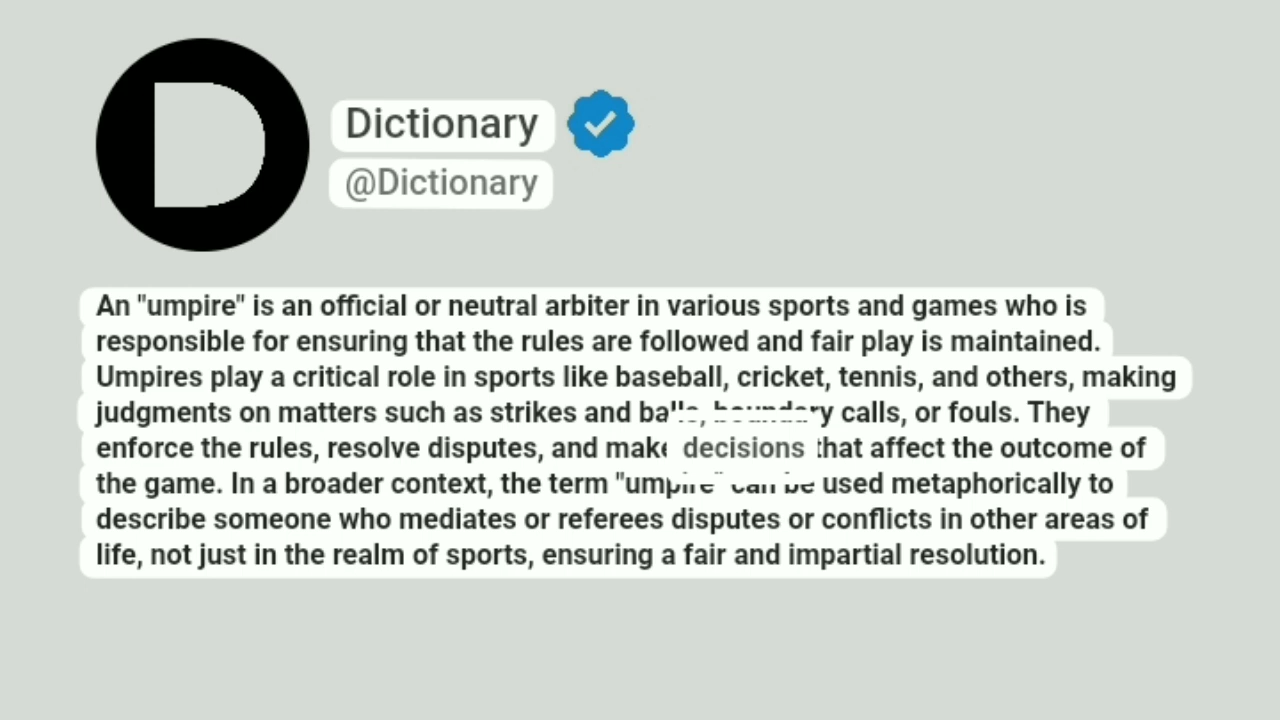 D
Dictionary
@Dictionary
An "umpire" is an official or neutral arbiter in various sports and games who is
responsible for ensuring that the rules are followed and fair play is maintained.
Umpires play a critical role in sports like baseball, cricket, tennis, and others, making
judgments on matters such as strikes and balls, boundary calls, or fouls. They
enforce the rules, resolve disputes, and make decisions that affect the outcome of
the game. In a broader context, the term "umpire" can be used metaphorically to
describe someone who mediates or referees disputes or conflicts in other areas of
life, not just in the realm of sports, ensuring a fair and impartial resolution.